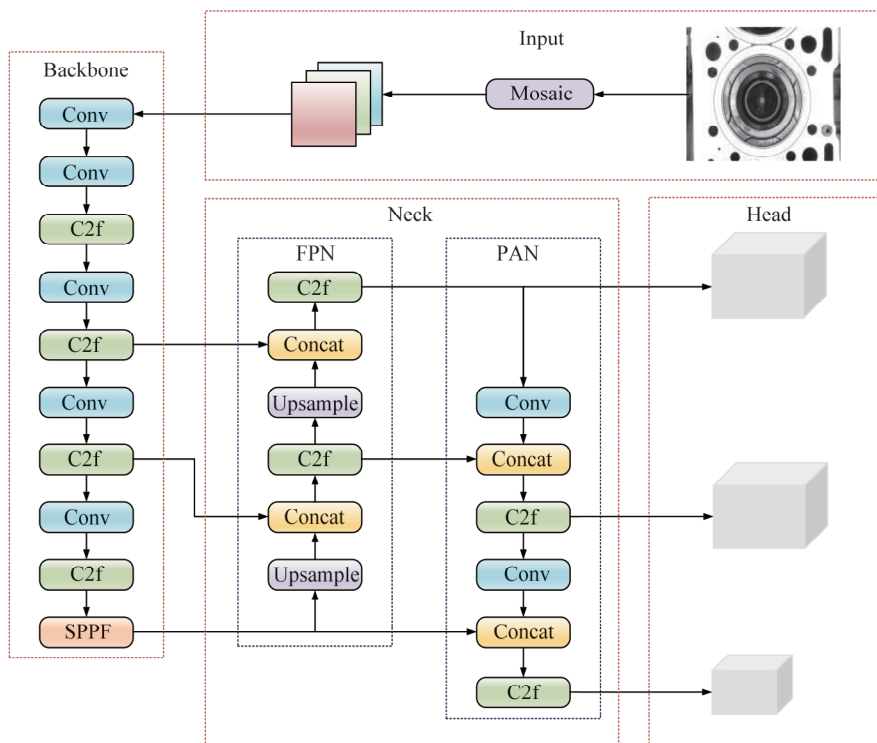 Input
Mosaic
Backbone
Conv
Conv
C2f
Conv
C2f
Conv
C2f
Conv
C2f
SPPF
Neck
FPN
C2f
Concat
Upsample
C2f
Concat
Upsample
PAN
Conv
Concat
C2f
Conv
Concat
C2f
Head